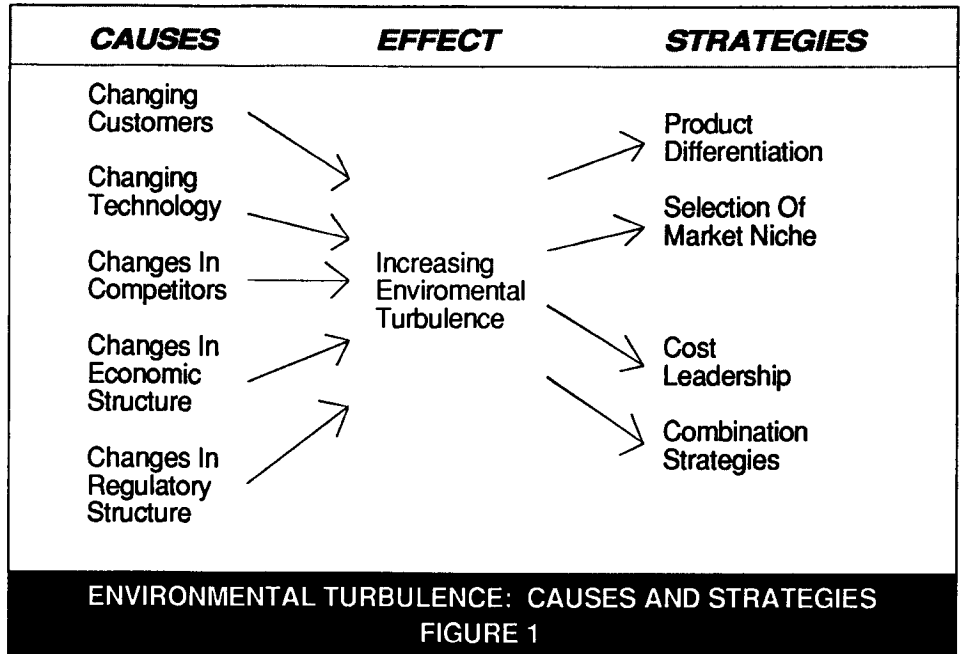 CAUSES
EFFECT
STRATEGIES
Changing
Customers
Changing
Technology
Changes In
Competitors
Changes In
Economic
Structure
Changes In
Regulatory
Structure
Increasing
Enviromental
Turbulence
Product
Differentiation
Selection Of
Market Niche
Cost
Leadership
Combination
Strategies
ENVIRONMENTAL TURBULENCE: CAUSES AND STRATEGIES
FIGURE 1